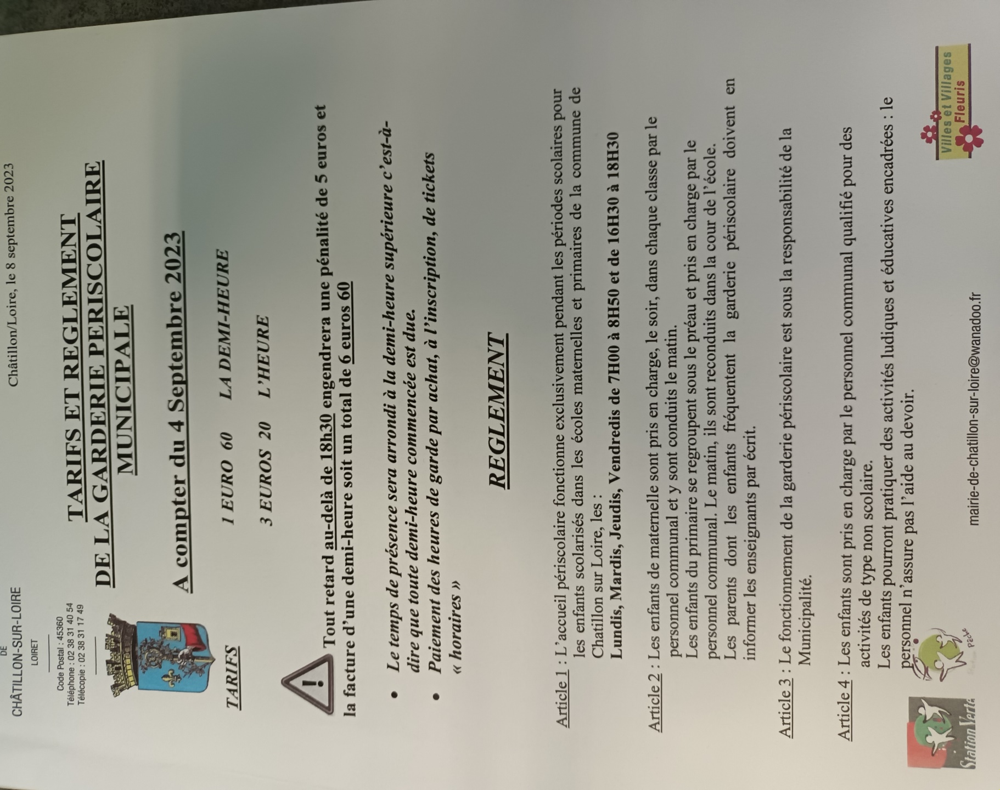 DE
CHÂTILLON-SUR-LOIRE
LOIRET
Code Postal : 45360
Téléphone : 02 38 31 40 54
Télécopie : 02 38 31 17 49
Châtillon/Loire, le 8 septembre 2023
TARIFS ET REGLEMENT
DE LA GARDERIE PERISCOLAIRE
MUNICIPALE
A compter du 4 Septembre 2023
TARIFS
1 EURO 60 LA DEMI-HEURE
3 EUROS 20 L'HEURE
Tout retard au-delà de 18h30 engendrera une pénalité de 5 euros et
la facture d'une demi-heure soit un total de 6 euros 60
• Le temps de présence sera arrondi à la demi-heure supérieure c'est-à-
dire que toute demi-heure commencée est due.
• Paiement des heures de garde par achat, à l'inscription, de tickets
« horaires »
REGLEMENT
Article 1 : L'accueil périscolaire fonctionne exclusivement pendant les périodes scolaires pour
les enfants scolarisés dans les écoles maternelles et primaires de la commune de
Chatillon sur Loire, les :
Lundis, Mardis, Jeudis, Vendredis de 7H00 à 8H50 et de 16H30 à 18H30
Article 2 : Les enfants de maternelle sont pris en charge, le soir, dans chaque classe par le
personnel communal et y sont conduits le matin.
Les enfants du primaire se regroupent sous le préau et pris en charge par le
personnel communal. Le matin, ils sont reconduits dans la cour de l'école.
Les parents dont les enfants fréquentent la garderie périscolaire doivent en
informer les enseignants par écrit.
Article 3 : Le fonctionnement de la garderie périscolaire est sous la responsabilité de la
Municipalité.
Article 4 : Les enfants sont pris en charge par le personnel communal qualifié pour des
activités de type non scolaire.
Les enfants pourront pratiquer des activités ludiques et éducatives encadrées : le
personnel n'assure pas l'aide au devoir.
Station Verte
Pêche
mairie-de-chatillon-sur-loire@wanadoo.fr
Villes et Villages
Fleuris